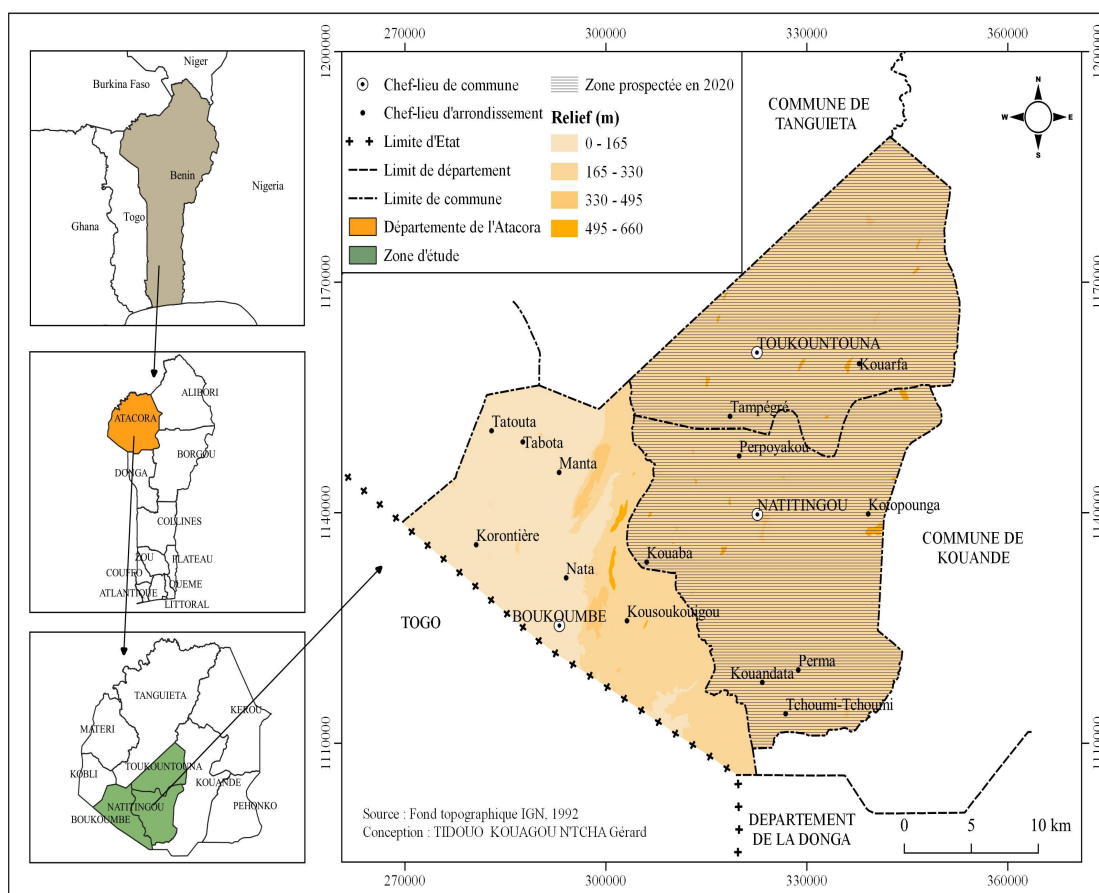 Niger
Burkina Faso
Benin
Nigeria
Togo
Ghana
ALIBORI
ATACORA
BORGOU
DONGA
COLLINES
ZOU
PLATEAU
COUFFO
OUEME
ATLANTIQUE
LITTORAL
TANGUIETA
KEROU
MATERI
TOUKOUNTOUNA
KOBLI
KOUANDE
NATITINGOU
PEHONKO
BOUKOUMBE
270000
300000
330000
360000
1200000
1200000
Chef-lieu de commune
Chef-lieu d'arrondissement
Limite d'Etat
Limit de département
Limite de commune
Départemente de l'Atacora
Zone d'étude
Zone prospectée en 2020
Relief (m)
0 - 165
165 - 330
330 - 495
495 - 660
COMMUNE DE
TANGUIETA
N
W
E
S
1170000
1170000
TOUKOUNTOUNA
Kouarfa
Tampégré
Tatouta
Tabota
Perpoyakou
Manta
1140000
1140000
NATITINGOU
Kotopounga
COMMUNE DE
KOUANDE
Korontière
Kouaba
Nata
BOUKOUMBE
Kousoukouigou
TOGO
Perma
Kouandata
Tchoumi-Tchoumi
1110000
1110000
Source : Fond topographique IGN, 1992
Conception : TIDOUO KOUAGOU N'TCHA Gérard
DEPARTEMENT
DE LA DONGA
0 5 10 km
270000
300000
330000
360000